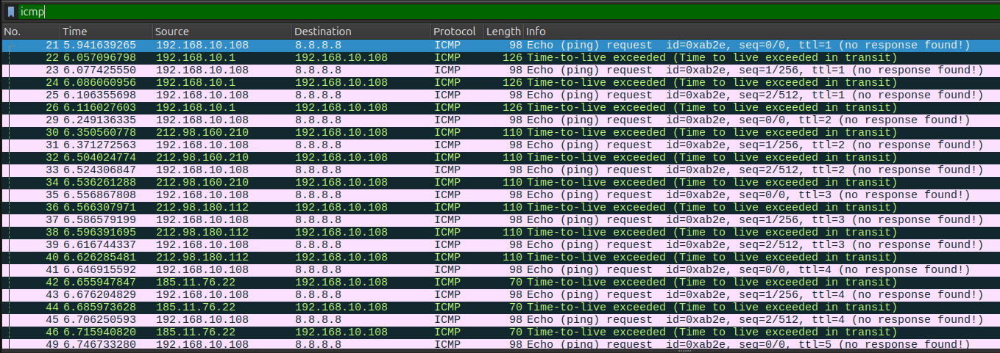 icmp
No. Time Source Destination Protocol Length Info
21 5.941639265 192.168.10.108 8.8.8.8 ICMP 98 Echo (ping) request id=0xab2e, seq=0/0, ttl=1 (no response found!)
22 6.057096798 192.168.10.1 192.168.10.108 ICMP 126 Time-to-live exceeded (Time to live exceeded in transit)
23 6.077425550 192.168.10.108 8.8.8.8 ICMP 98 Echo (ping) request id=0xab2e, seq=1/256, ttl=1 (no response found!)
24 6.086060956 192.168.10.1 192.168.10.108 ICMP 126 Time-to-live exceeded (Time to live exceeded in transit)
25 6.106355698 192.168.10.108 8.8.8.8 ICMP 98 Echo (ping) request id=0xab2e, seq=2/512, ttl=1 (no response found!)
26 6.116027603 192.168.10.1 192.168.10.108 ICMP 126 Time-to-live exceeded (Time to live exceeded in transit)
29 6.249136335 192.168.10.108 8.8.8.8 ICMP 98 Echo (ping) request id=0xab2e, seq=0/0, ttl=2 (no response found!)
30 6.350560778 212.98.160.210 192.168.10.108 ICMP 110 Time-to-live exceeded (Time to live exceeded in transit)
31 6.371272563 192.168.10.108 8.8.8.8 ICMP 98 Echo (ping) request id=0xab2e, seq=1/256, ttl=2 (no response found!)
32 6.504024774 212.98.160.210 192.168.10.108 ICMP 110 Time-to-live exceeded (Time to live exceeded in transit)
33 6.524306847 192.168.10.108 8.8.8.8 ICMP 98 Echo (ping) request id=0xab2e, seq=2/512, ttl=2 (no response found!)
34 6.536261288 212.98.160.210 192.168.10.108 ICMP 110 Time-to-live exceeded (Time to live exceeded in transit)
35 6.556867808 192.168.10.108 8.8.8.8 ICMP 98 Echo (ping) request id=0xab2e, seq=0/0, ttl=3 (no response found!)
36 6.566307971 212.98.180.112 192.168.10.108 ICMP 110 Time-to-live exceeded (Time to live exceeded in transit)
37 6.586579199 192.168.10.108 8.8.8.8 ICMP 98 Echo (ping) request id=0xab2e, seq=1/256, ttl=3 (no response found!)
38 6.596391695 212.98.180.112 192.168.10.108 ICMP 110 Time-to-live exceeded (Time to live exceeded in transit)
39 6.616744337 192.168.10.108 8.8.8.8 ICMP 98 Echo (ping) request id=0xab2e, seq=2/512, ttl=3 (no response found!)
40 6.626285481 212.98.180.112 192.168.10.108 ICMP 110 Time-to-live exceeded (Time to live exceeded in transit)
41 6.646915592 192.168.10.108 8.8.8.8 ICMP 98 Echo (ping) request id=0xab2e, seq=0/0, ttl=4 (no response found!)
42 6.655947847 185.11.76.22 192.168.10.108 ICMP 70 Time-to-live exceeded (Time to live exceeded in transit)
43 6.676204829 192.168.10.108 8.8.8.8 ICMP 98 Echo (ping) request id=0xab2e, seq=1/256, ttl=4 (no response found!)
44 6.685973628 185.11.76.22 192.168.10.108 ICMP 70 Time-to-live exceeded (Time to live exceeded in transit)
45 6.706250593 192.168.10.108 8.8.8.8 ICMP 98 Echo (ping) request id=0xab2e, seq=2/512, ttl=4 (no response found!)
46 6.715940820 185.11.76.22 192.168.10.108 ICMP 70 Time-to-live exceeded (Time to live exceeded in transit)
49 6.746733280 192.168.10.108 8.8.8.8 ICMP 98 Echo (ping) request id=0xab2e, seq=0/0, ttl=5 (no response found!)